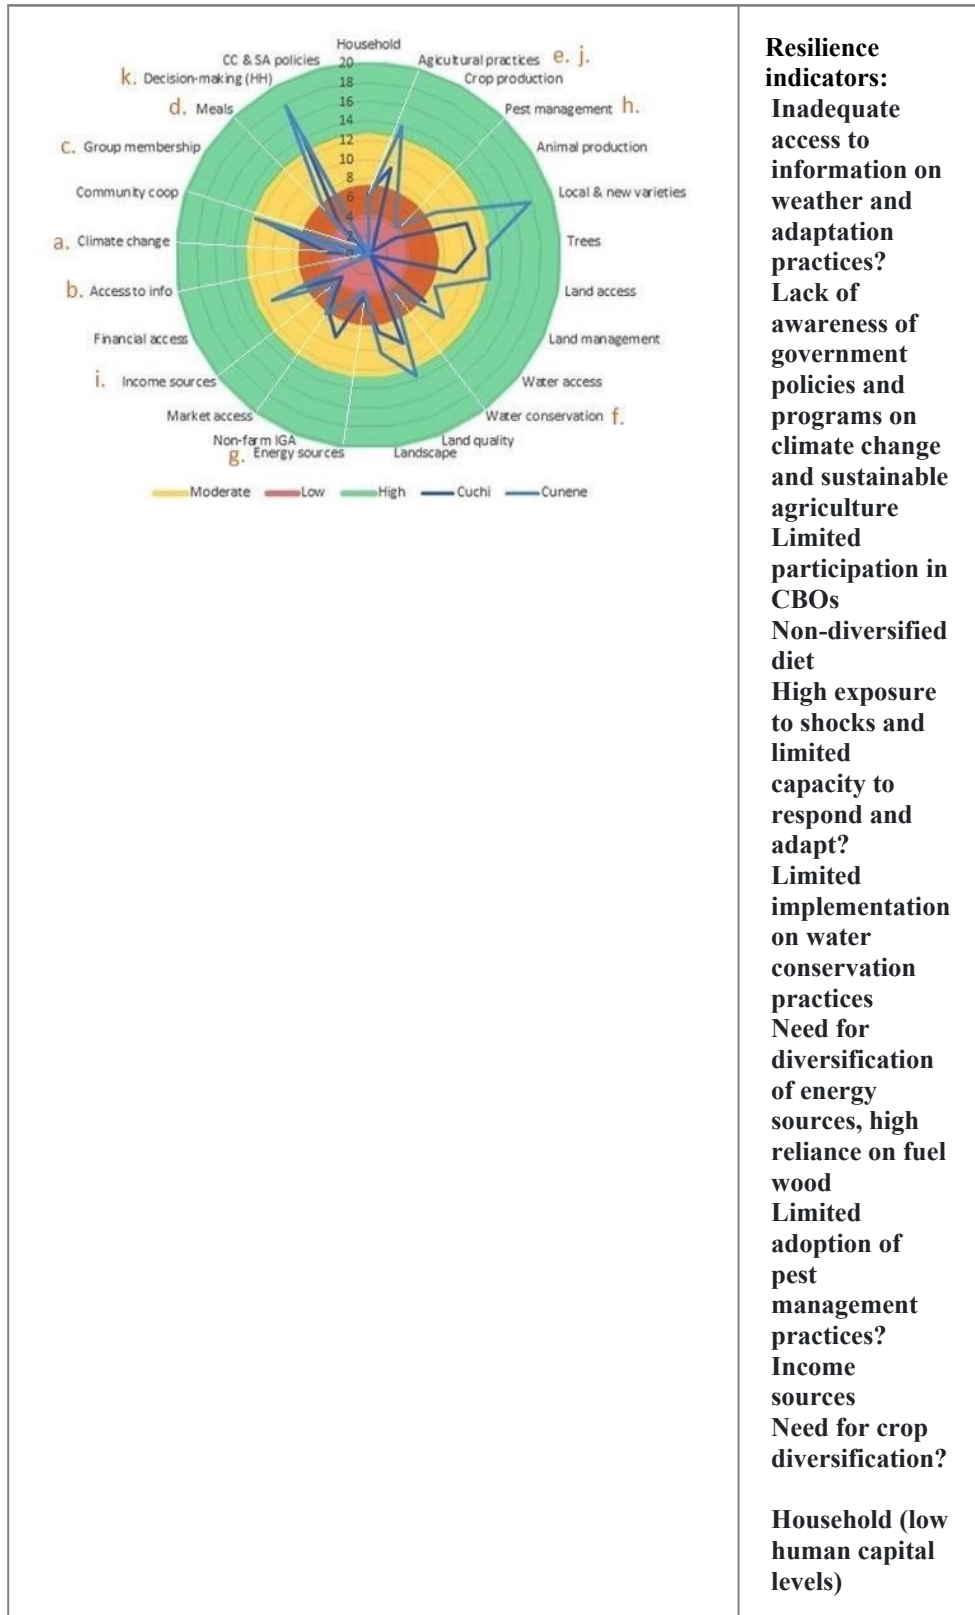 Household
CC & SA policies
Agicultural practices e. j.
20
k. Decision-making (HH)
Crop production
18
d. Meals
16
Pest management h.
14
c. Group membership
12
Animal production
10
Community coop
8
Local & new varieties
6
4
a. Climate change
2
Trees
0
b. Access to info
Land access
Financial access
Land management
i. Income sources
Water access
Market access
Water conservation f.
Non-farm IGA
Land quality
g. Energy sources
Landscape
Moderate Low High Cuchi Cunene
Resilience
indicators:
Inadequate
access to
information on
weather and
adaptation
practices?
Lack of
awareness of
government
policies and
programs on
climate change
and sustainable
agriculture
Limited
participation in
CBOs
Non-diversified
diet
High exposure
to shocks and
limited
capacity to
respond and
adapt?
Limited
implementation
on water
conservation
practices
Need for
diversification
of energy
sources, high
reliance on fuel
wood
Limited
adoption of
pest
management
practices?
Income
sources
Need for crop
diversification?
Household (low
human capital
levels)